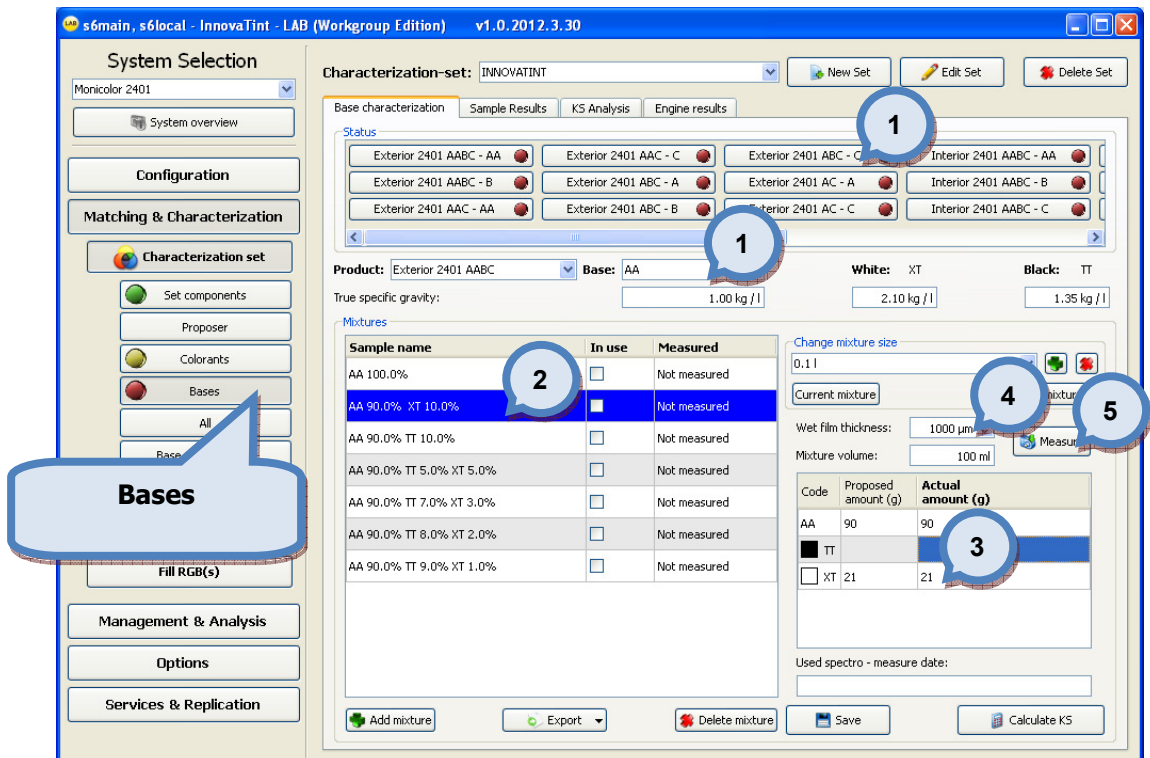 s6main, s6local - InnovaTint - LAB (Workgroup Edition) v1.0.2012.3.30
System Selection
Monicolor 2401
System overview
Configuration
Matching & Characterization
Characterization set
Set components
Proposer
Colorants
Bases
All
Bases
Fill RGB(s)
Management & Analysis
Options
Services & Replication
Characterization-set: INNOVATINT
New Set
Edit Set
Delete Set
Base characterization
Sample Results
KS Analysis
Engine results
1
Status
Exterior 2401 AABC - AA
Exterior 2401 AAC - C
Exterior 2401 ABC - C
Interior 2401 AABC - AA
Exterior 2401 AABC - B
Exterior 2401 ABC - A
Exterior 2401 AC - A
Interior 2401 AABC - B
Exterior 2401 AAC - AA
Exterior 2401 ABC - B
Exterior 2401 AC - C
Interior 2401 AABC - C
1
Product: Exterior 2401 AABC
Base: AA
White: XT
Black: TT
True specific gravity:
1.00 kg / l
2.10 kg / l
1.35 kg / l
Mixtures
Sample name In use Measured
AA 100.0% Not measured
2
AA 90.0% XT 10.0% Not measured
AA 90.0% TT 10.0% Not measured
AA 90.0% TT 5.0% XT 5.0% Not measured
AA 90.0% TT 7.0% XT 3.0% Not measured
AA 90.0% TT 8.0% XT 2.0% Not measured
AA 90.0% TT 9.0% XT 1.0% Not measured
Add mixture
Export
Delete mixture
Change mixture size
0.1 l
Current mixture
4
5
Wet film thickness: 1000 µm
Measure
Mixture volume: 100 ml
Code Proposed amount (g) Actual amount (g)
AA 90 90
TT
3
XT 21 21
Used spectro - measure date:
Save
Calculate KS